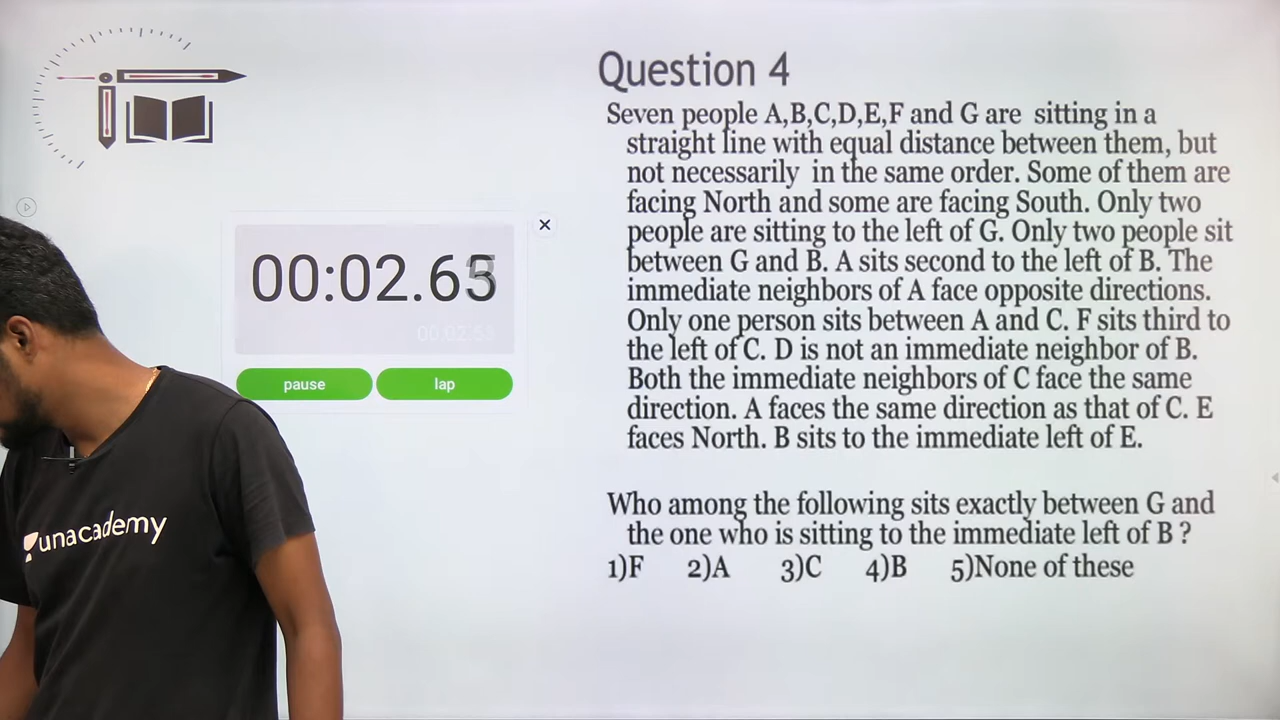 Question 4
Seven people A,B,C,D,E,F and G are sitting in a
straight line with equal distance between them, but
not necessarily in the same order. Some of them are
facing North and some are facing South. Only two
people are sitting to the left of G. Only two people sit
between G and B. A sits second to the left of B. The
immediate neighbors of A face opposite directions.
Only one person sits between A and C. F sits third to
the left of C. D is not an immediate neighbor of B.
Both the immediate neighbors of C face the same
direction. A faces the same direction as that of C. E
faces North. B sits to the immediate left of E.
Who among the following sits exactly between G and
the one who is sitting to the immediate left of B ?
1)F 2)A 3)C 4)B 5)None of these
pause
lap
unacademy